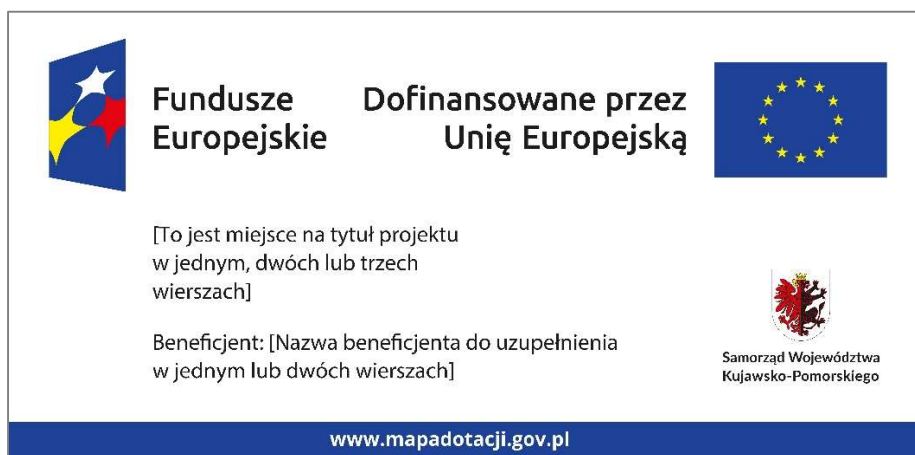 Fundusze
Europejskie
Dofinansowane przez
Unię Europejską
[To jest miejsce na tytuł projektu
w jednym, dwóch lub trzech
wierszach]
Beneficjent: [Nazwa beneficjenta do uzupełnienia
w jednym lub dwóch wierszach]
Samorząd Województwa
Kujawsko-Pomorskiego
www.mapadotacji.gov.pl